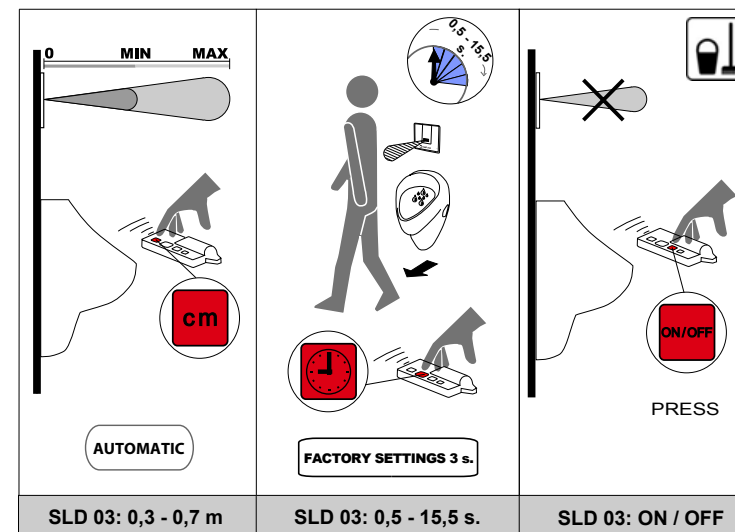 0 MIN MAX
cm
AUTOMATIC
SLD 03: 0,3 - 0,7 m
0,5 - 15,5
s.
FACTORY SETTINGS 3 s.
SLD 03: 0,5 - 15,5 s.
ON/OFF
PRESS
SLD 03: ON / OFF